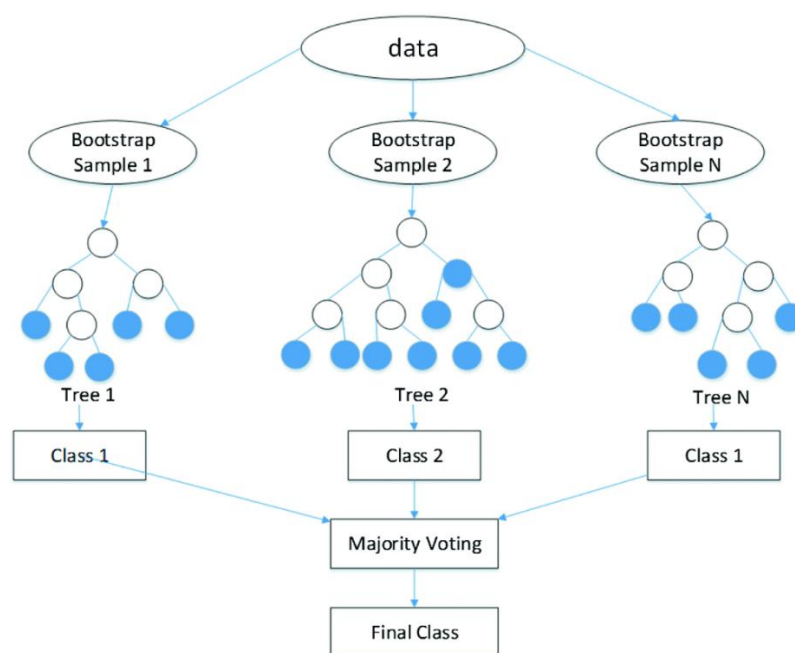 data
Bootstrap
Sample 1
Bootstrap
Sample 2
Bootstrap
Sample N
Tree 1
Tree 2
Tree N
Class 1
Class 2
Class 1
Majority Voting
Final Class